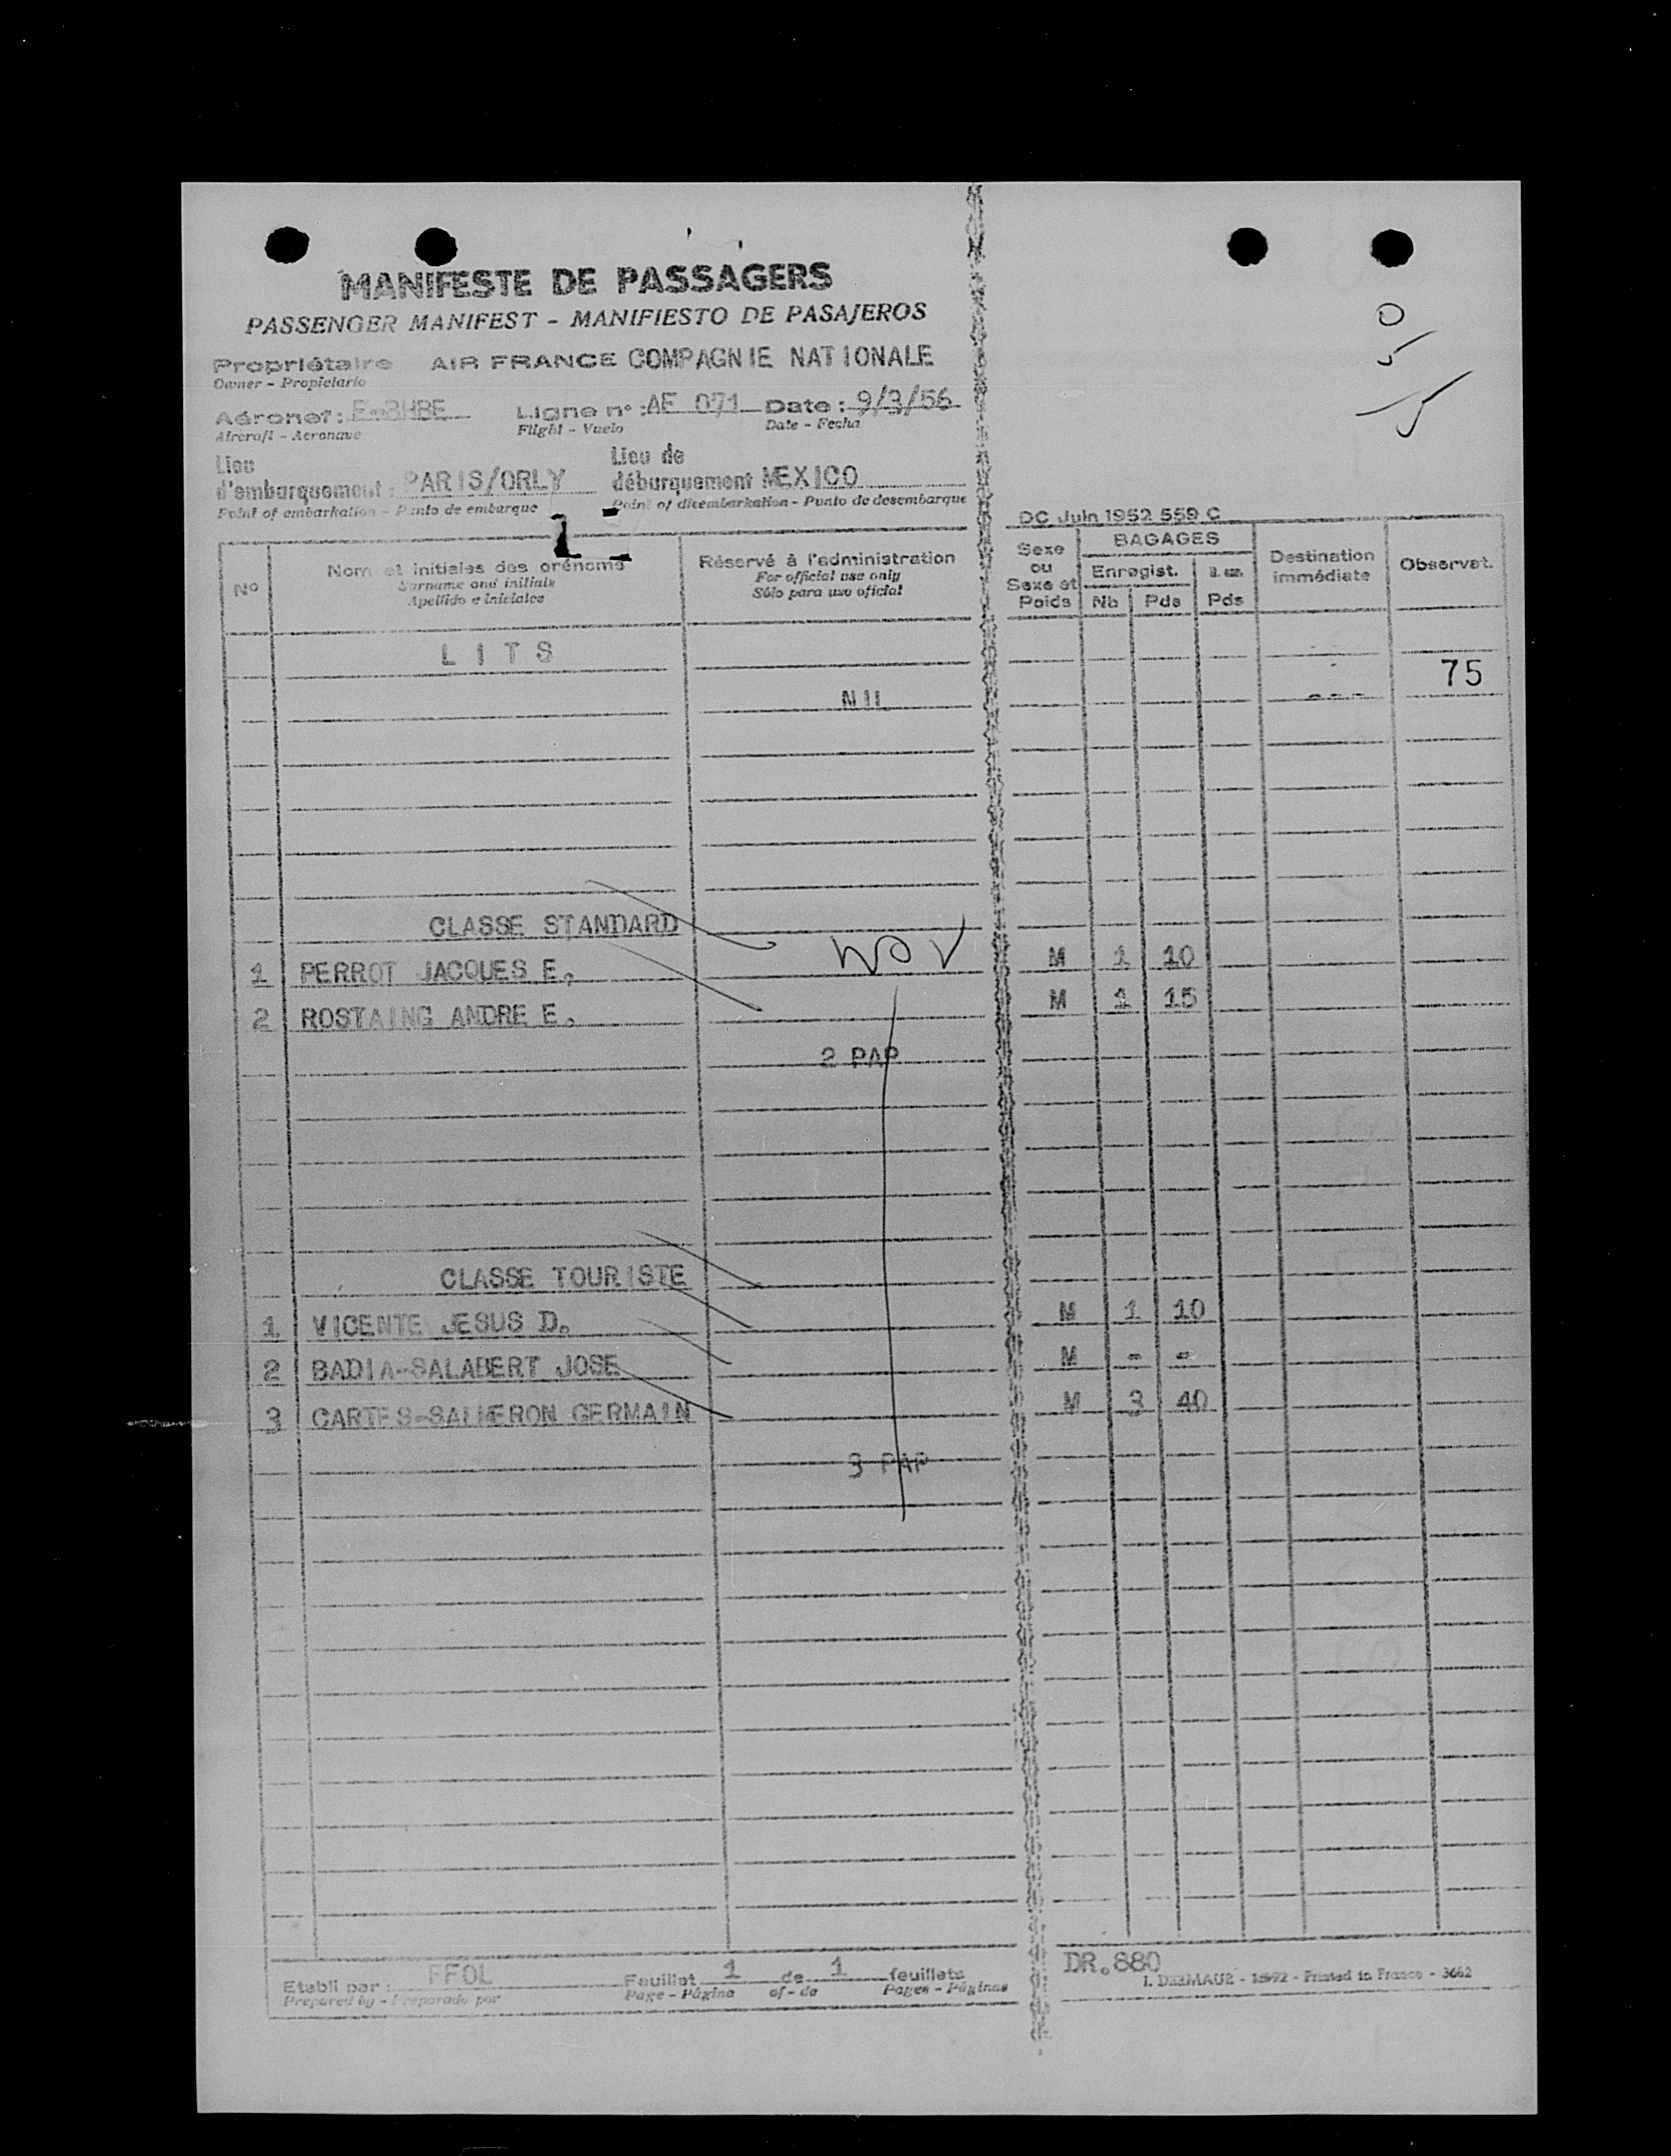 MANIFESTE DE PASSAGERS
PASSENGER MANIFEST - MANIFIESTO DE PASAJEROS
Propriétaire AIR FRANCE COMPAGNIE NATIONALE
Owner - Propietario
Aéronef : F-BHBE Ligne n° : AF 071 Date : 9/3/56
Aircraft - Aeronave Flight - Vuelo Date - Fecha
Lieu d'embarquement : PARIS/ORLY Lieu de débarquement MEXICO
Point of embarkation - Punto de embarque Point of disembarkation - Punto de desembarque
1
DC Juin 1952 559 C
No Nom et initiales des prénoms Réservé à l'administration Sexe ou Sexe et Poids BAGAGES Destination immédiate Observat.
Surname and initials For official use only Enregist.
Apellido e iniciales Sólo para uso oficial Nb Pds Pds
LITS
75
NIL ----
CLASSE STANDARD
1 PERROT JACQUES E. M 1 10
2 ROSTAING ANDRE E. M 1 15
2 PAP
CLASSE TOURISTE
1 VICENTE JESUS D. M 1 10
2 BADIA-SALABERT JOSE M - -
3 CARTES-SALMERON GERMAIN M 3 40
3 PAP
Etabli par : FFOL Feuillet 1 de 1 feuillets DR.880
Prepared by - Preparado por Page - Página of - de Pages - Páginas Printed in France - 3662